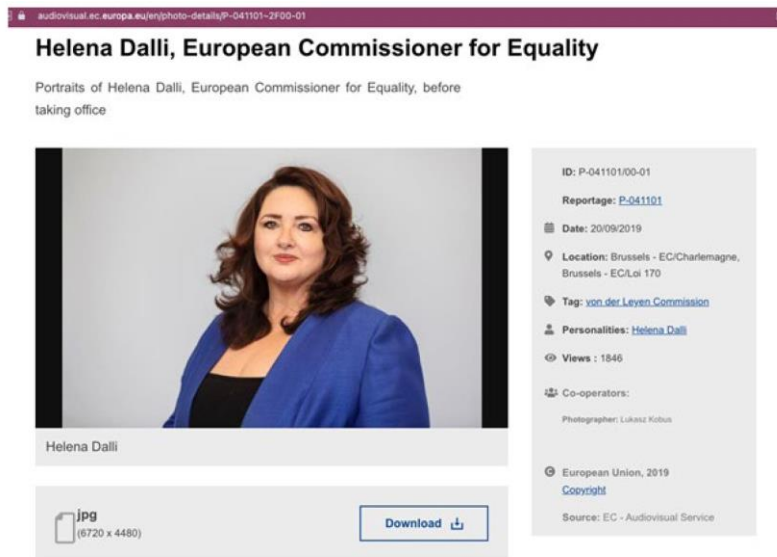 audiovisual.ec.europa.eu/en/photo-details/P-041101~2F00-01
Helena Dalli, European Commissioner for Equality
Portraits of Helena Dalli, European Commissioner for Equality, before
taking office
ID: P-041101/00-01
Reportage: P-041101
Date: 20/09/2019
Location: Brussels - EC/Charlemagne,
Brussels - EC/Loi 170
Tag: von der Leyen Commission
Personalities: Helena Dalli
Views : 1846
Co-operators:
Photographer: Lukasz Kobus
European Union, 2019
Copyright
Source: EC - Audiovisual Service
Helena Dalli
jpg
(6720 x 4480)
Download